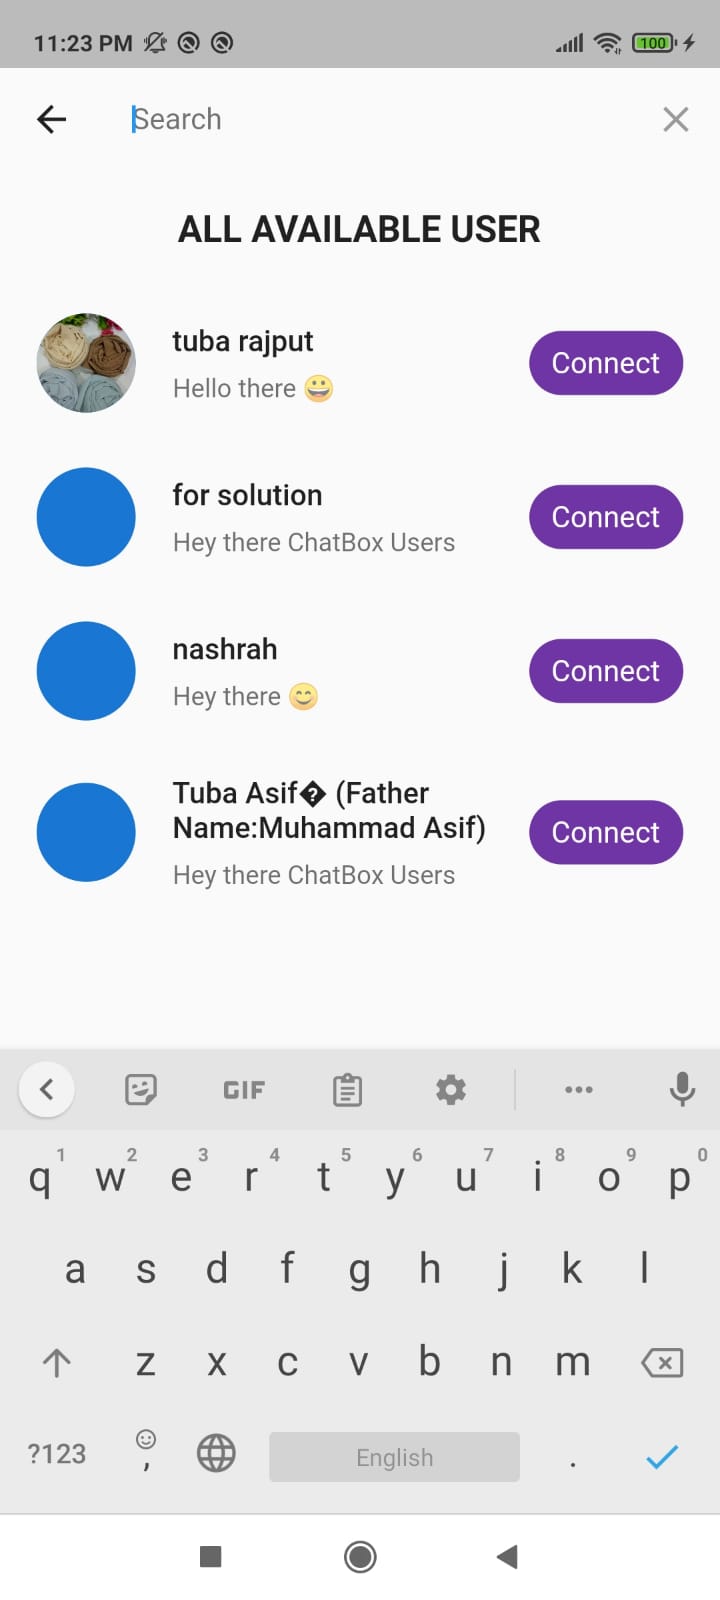 11:23 PM
100
Search
ALL AVAILABLE USER
tuba rajput
Hello there 😀
Connect
for solution
Hey there ChatBox Users
Connect
nashrah
Hey there 😊
Connect
Tuba Asif� (Father
Name:Muhammad Asif)
Hey there ChatBox Users
Connect
GIF
1 2 3 4 5 6 7 8 9 0
q w e r t y u i o p
a s d f g h j k l
z x c v b n m
?123 , English .